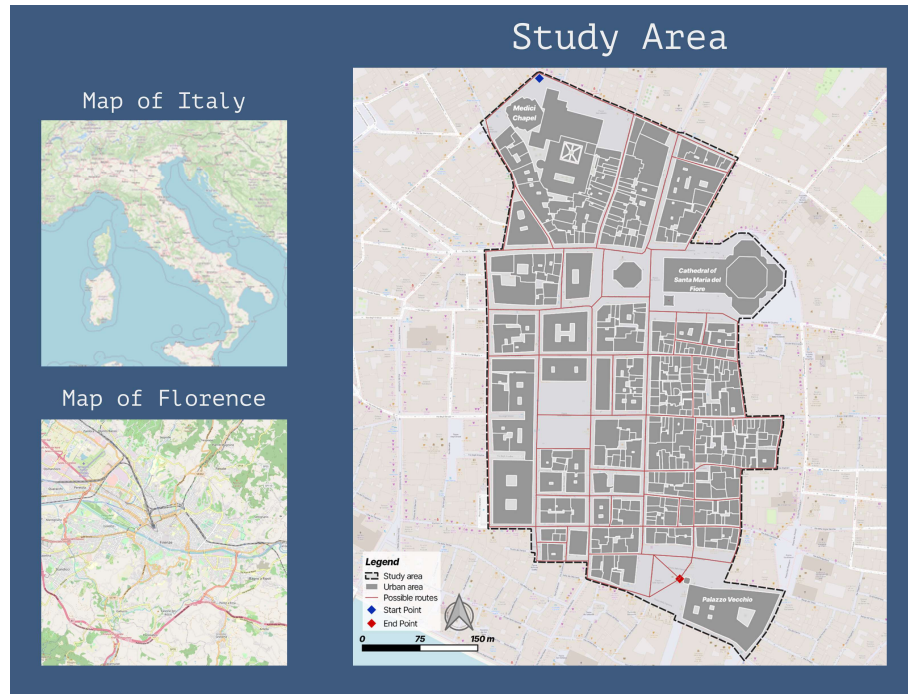 Study Area
Map of Italy
Medici
Chapel
Cathedral of
Santa Maria del
Fiore
Map of Florence
Palazzo Vecchio
Legend
Study area
Urban area
Possible routes
Start Point
End Point
0 75 150 m